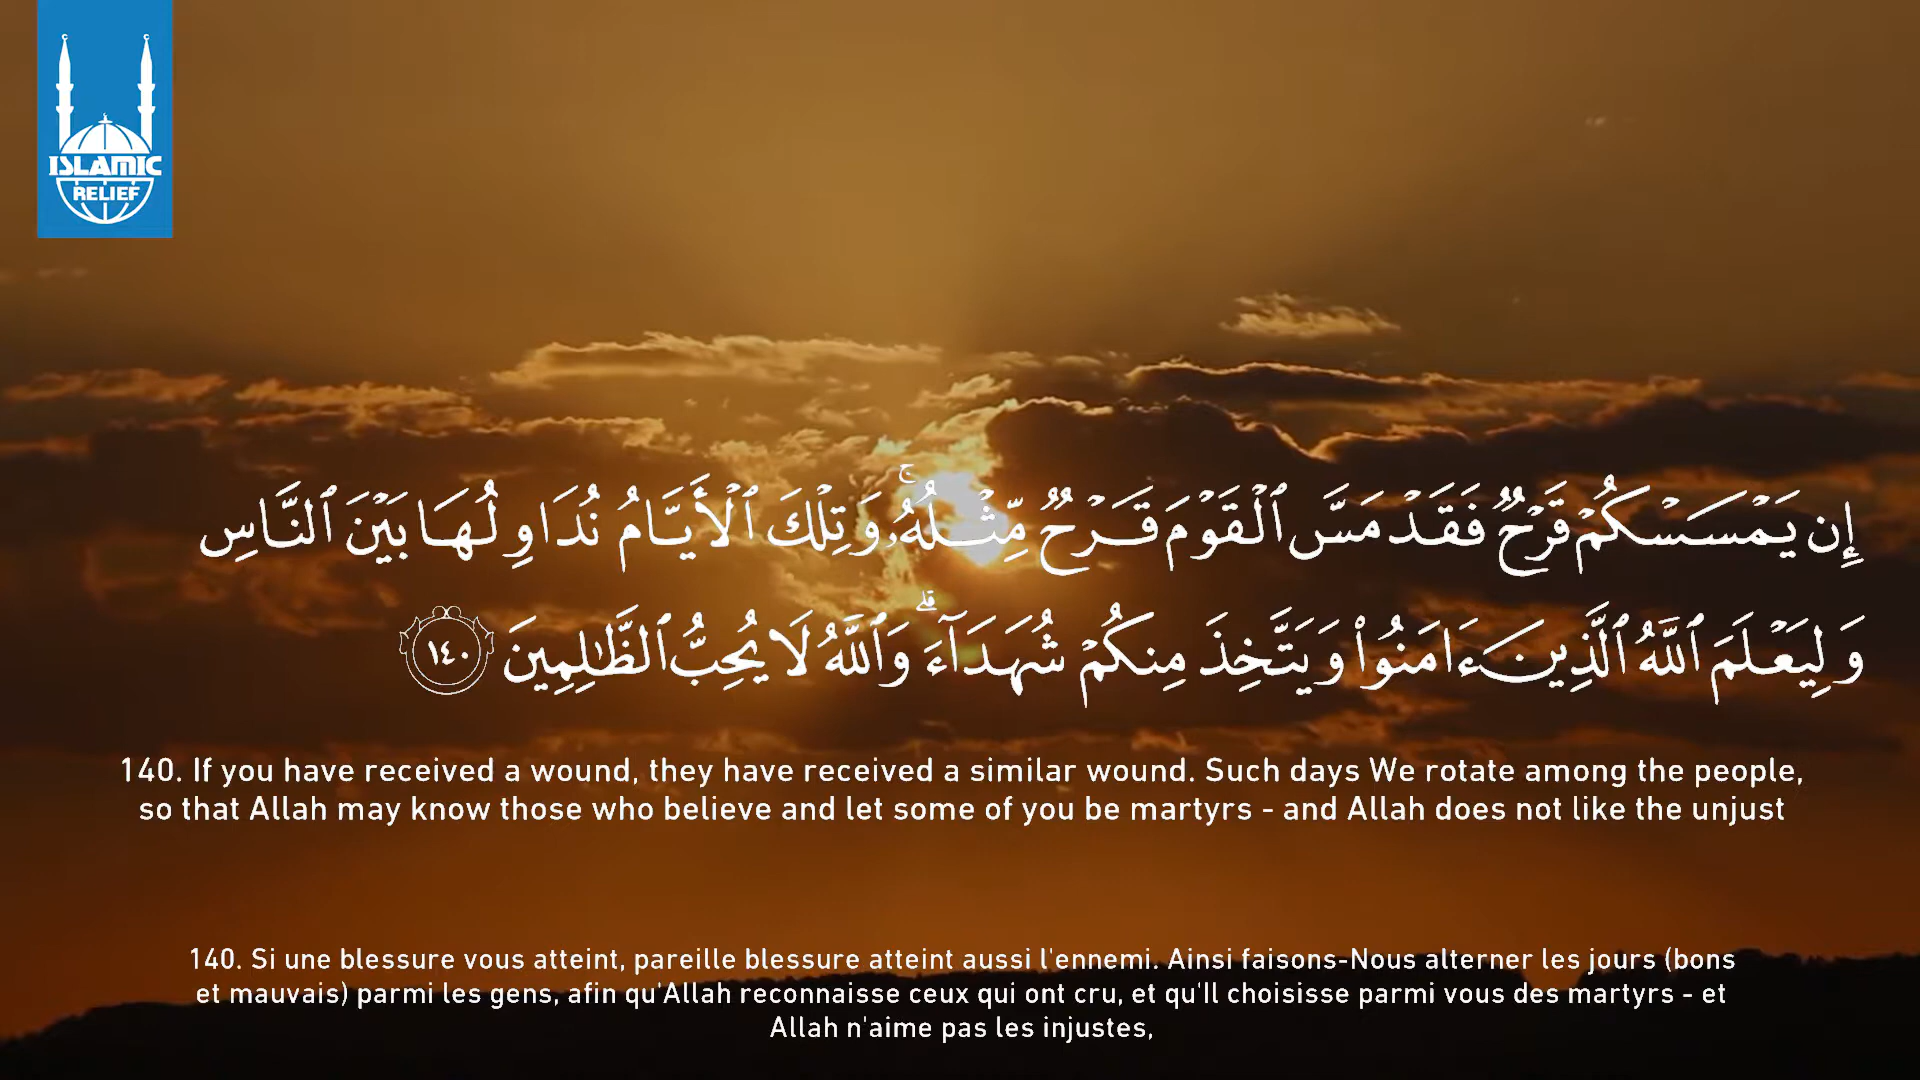 ISLAMIC
RELIEF
إِن يَمْسَسْكُمْ قَرْحٌ فَقَدْ مَسَّ ٱلْقَوْمَ قَرْحٌ مِّثْلُهُۥ ۚ وَتِلْكَ ٱلْأَيَّامُ نُدَاوِلُهَا بَيْنَ ٱلنَّاسِ
وَلِيَعْلَمَ ٱللَّهُ ٱلَّذِينَ ءَامَنُوا۟ وَيَتَّخِذَ مِنكُمْ شُهَدَآءَ ۗ وَٱللَّهُ لَا يُحِبُّ ٱلظَّٰلِمِينَ ١٤٠
140. If you have received a wound, they have received a similar wound. Such days We rotate among the people,
so that Allah may know those who believe and let some of you be martyrs - and Allah does not like the unjust
140. Si une blessure vous atteint, pareille blessure atteint aussi l'ennemi. Ainsi faisons-Nous alterner les jours (bons
et mauvais) parmi les gens, afin qu'Allah reconnaisse ceux qui ont cru, et qu'Il choisisse parmi vous des martyrs - et
Allah n'aime pas les injustes,